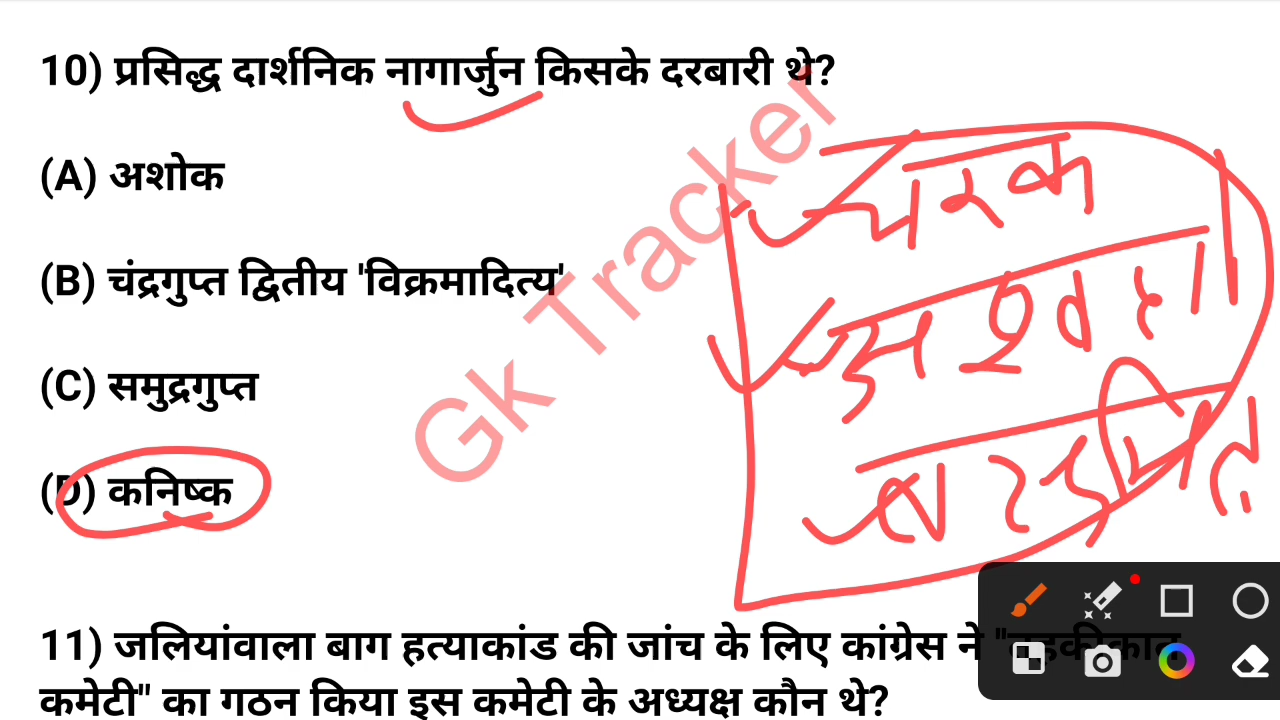 10) प्रसिद्ध दार्शनिक नागार्जुन किसके दरबारी थे?
(A) अशोक
चरक
(B) चंद्रगुप्त द्वितीय 'विक्रमादित्य'
(C) समुद्रगुप्त
(D) कनिष्क
Gk Tracker
11) जलियांवाला बाग हत्याकांड की जांच के लिए कांग्रेस ने
कमेटी" का गठन किया इस कमेटी के अध्यक्ष कौन थे?